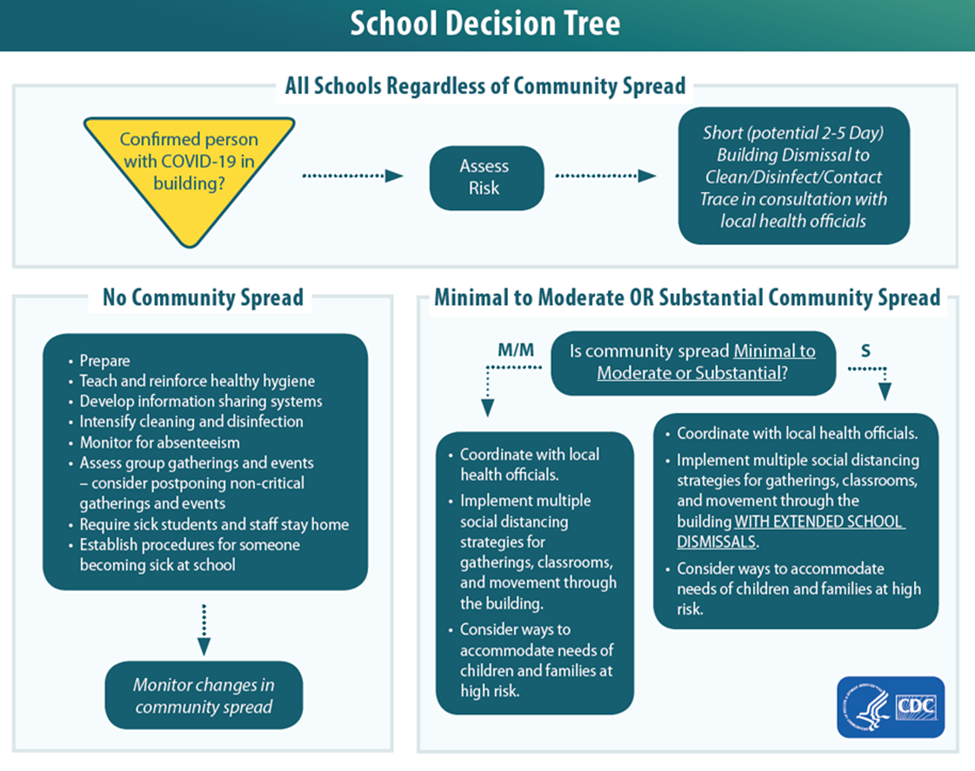 School Decision Tree
All Schools Regardless of Community Spread
Confirmed person
with COVID-19 in
building?
Assess
Risk
Short (potential 2-5 Day)
Building Dismissal to
Clean/Disinfect/Contact
Trace in consultation with
local health officials
No Community Spread
• Prepare
• Teach and reinforce healthy hygiene
• Develop information sharing systems
• Intensify cleaning and disinfection
• Monitor for absenteeism
• Assess group gatherings and events
– consider postponing non-critical
gatherings and events
• Require sick students and staff stay home
• Establish procedures for someone
becoming sick at school
Monitor changes in
community spread
Minimal to Moderate OR Substantial Community Spread
Is community spread Minimal to
Moderate or Substantial?
M/M
• Coordinate with local
health officials.
• Implement multiple
social distancing
strategies for
gatherings, classrooms,
and movement through
the building.
• Consider ways to
accommodate needs of
children and families at
high risk.
S
• Coordinate with local health officials.
• Implement multiple social distancing
strategies for gatherings, classrooms,
and movement through the
building WITH EXTENDED SCHOOL
DISMISSALS.
• Consider ways to accommodate
needs of children and families at high
risk.
CDC